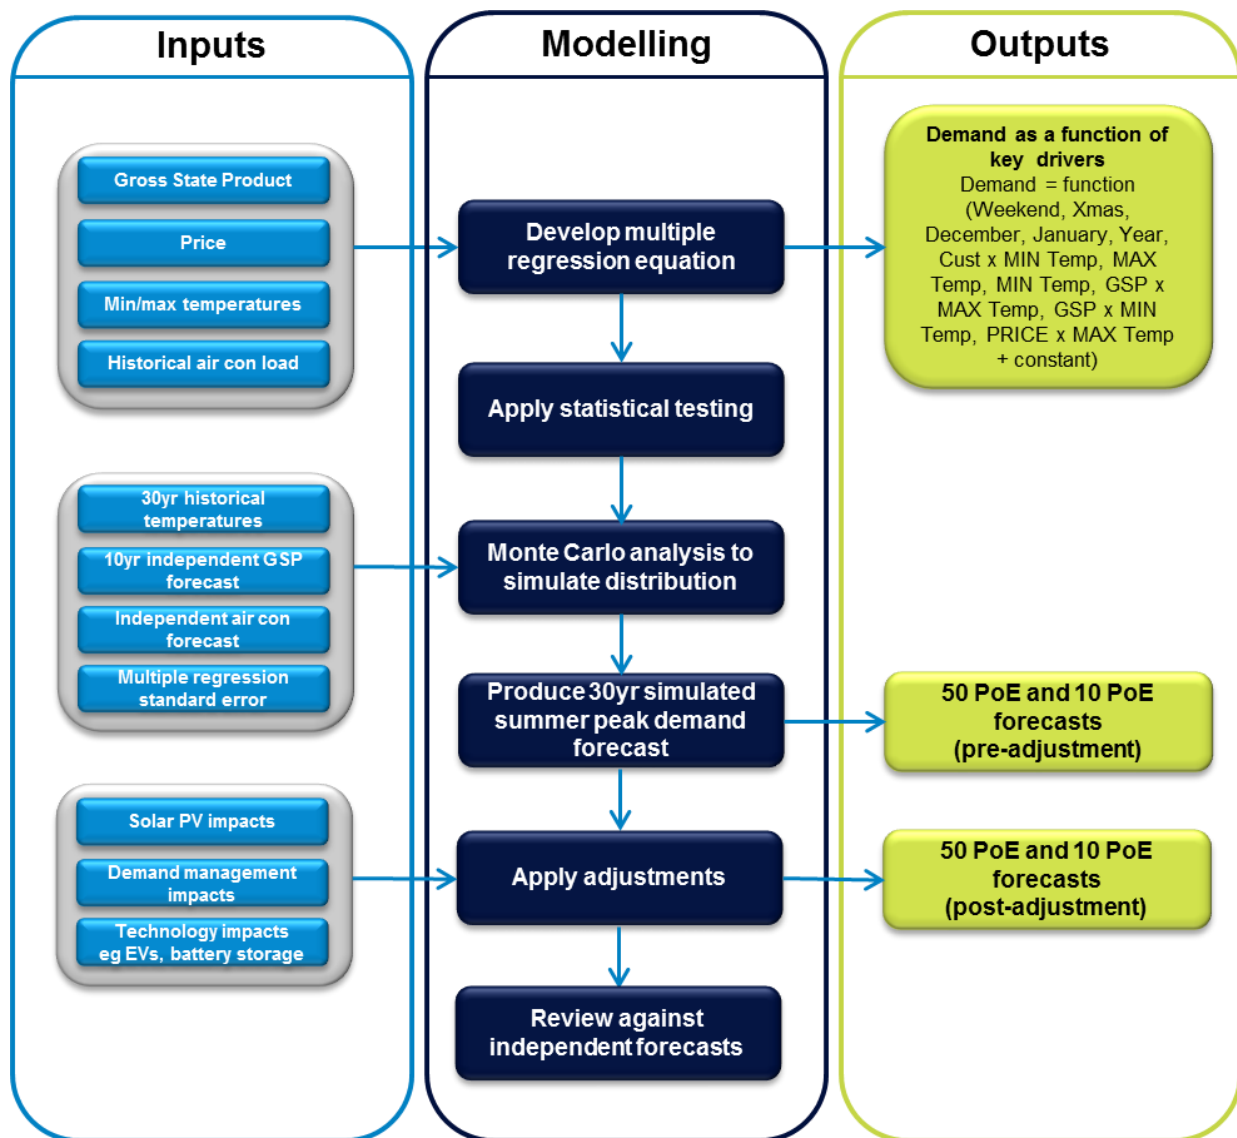 Inputs
Gross State Product
Price
Min/max temperatures
Historical air con load
30yr historical
temperatures
10yr independent GSP
forecast
Independent air con
forecast
Multiple regression
standard error
Solar PV impacts
Demand management
impacts
Technology impacts
eg EVs, battery storage
Modelling
Develop multiple
regression equation
Apply statistical testing
Monte Carlo analysis to
simulate distribution
Produce 30yr simulated
summer peak demand
forecast
Apply adjustments
Review against
independent forecasts
Outputs
Demand as a function of
key drivers
Demand = function
(Weekend, Xmas,
December, January, Year,
Cust x MIN Temp, MAX
Temp, MIN Temp, GSP x
MAX Temp, GSP x MIN
Temp, PRICE x MAX Temp
+ constant)
50 PoE and 10 PoE
forecasts
(pre-adjustment)
50 PoE and 10 PoE
forecasts
(post-adjustment)